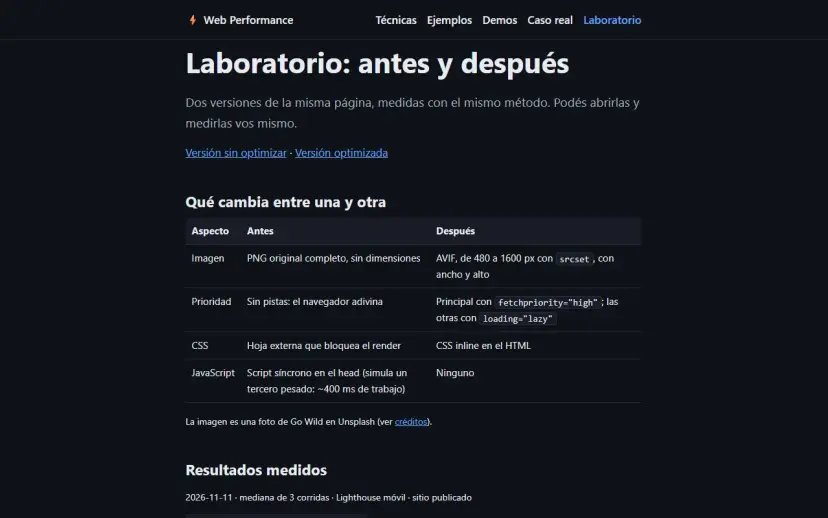 Web Performance Técnicas Ejemplos Demos Caso real Laboratorio
Laboratorio: antes y después
Dos versiones de la misma página, medidas con el mismo método. Podés abrirlas y
medirlas vos mismo.
Versión sin optimizar · Versión optimizada
Qué cambia entre una y otra
Aspecto Antes Después
Imagen PNG original completo, sin dimensiones AVIF, de 480 a 1600 px con srcset, con
ancho y alto
Prioridad Sin pistas: el navegador adivina Principal con fetchpriority="high"; las
otras con loading="lazy"
CSS Hoja externa que bloquea el render CSS inline en el HTML
JavaScript Script síncrono en el head (simula un Ninguno
tercero pesado: ~400 ms de trabajo)
La imagen es una foto de Go Wild en Unsplash (ver créditos).
Resultados medidos
2026-11-11 · mediana de 3 corridas · Lighthouse móvil · sitio publicado